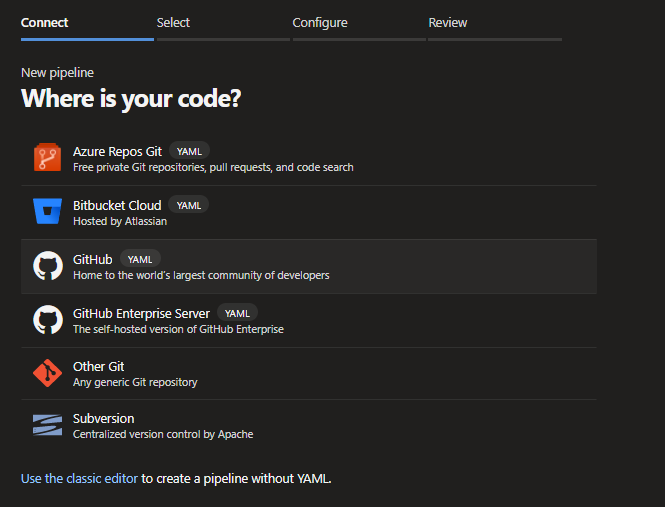 Connect
Select
Configure
Review
New pipeline
Where is your code?
Azure Repos Git YAML
Free private Git repositories, pull requests, and code search
Bitbucket Cloud YAML
Hosted by Atlassian
GitHub YAML
Home to the world's largest community of developers
GitHub Enterprise Server YAML
The self-hosted version of GitHub Enterprise
Other Git
Any generic Git repository
Subversion
Centralized version control by Apache
Use the classic editor to create a pipeline without YAML.